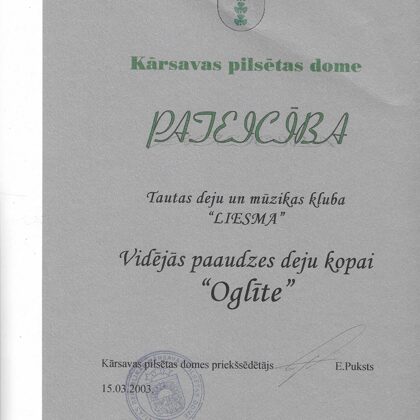 Kārsavas pilsētas dome
PATEICĪBA
Tautas deju un mūzikas kluba
"LIESMA"
Vidējās paaudzes deju kopai
"Oglīte"
Kārsavas pilsētas domes priekšsēdētājs E.Puksts
15.03.2003.